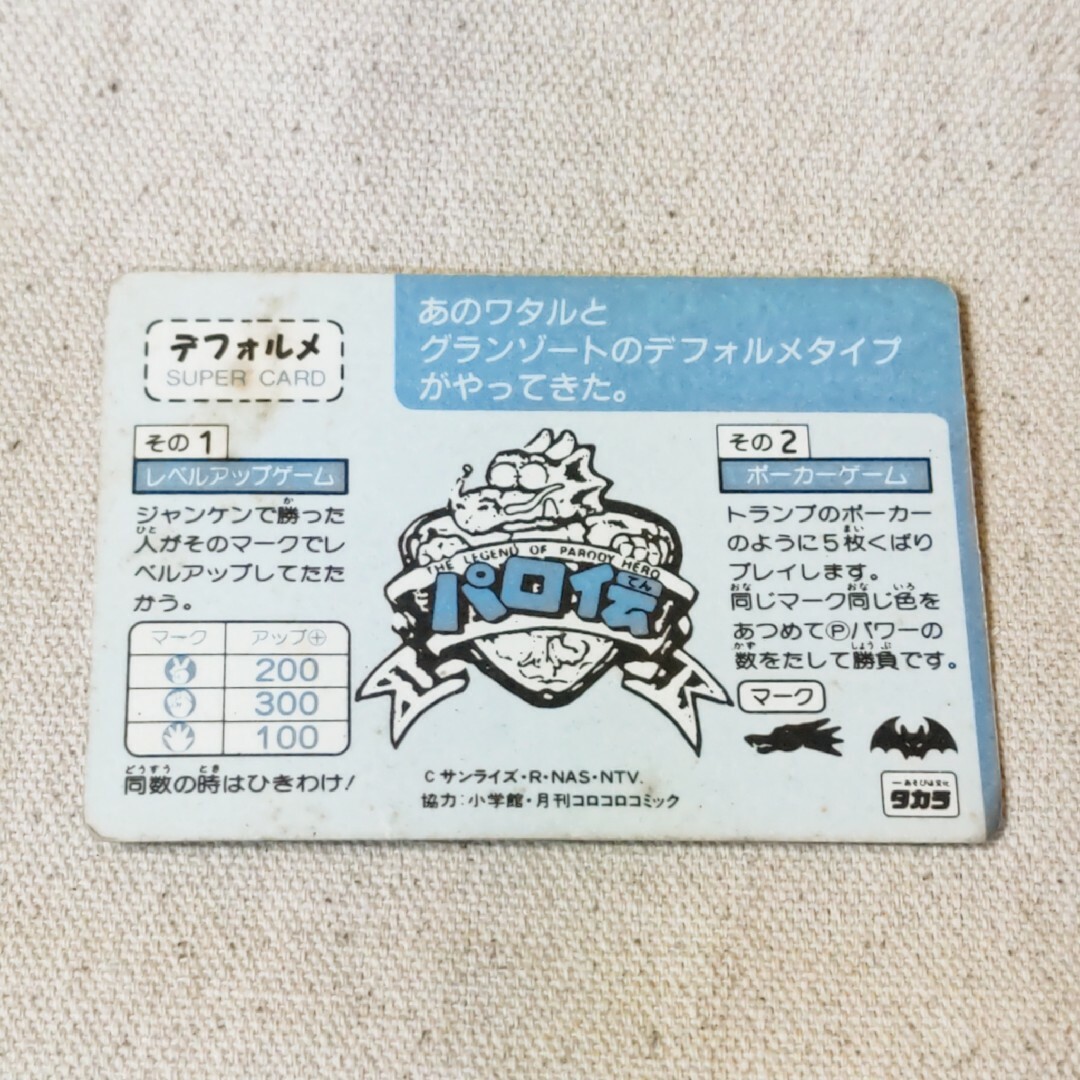 デフォルメ
SUPER CARD
あのワタルと
グランゾートのデフォルメタイプ
がやってきた。
その1
レベルアップゲーム
ジャンケンで勝った
人がそのマークでレ
ベルアップしてたた
かう。
マーク アップ⊕
200
300
100
同数の時はひきわけ!
THE LEGEND OF PARODY HERO
パロ伝
C サンライズ・R・NAS・NTV.
協力:小学館・月刊コロコロコミック
その2
ポーカーゲーム
トランプのポーカー
のように5枚くばり
プレイします。
同じマーク同じ色を
あつめてⓅパワーの
数をたして勝負です。
マーク
あそびは文化
タカラ